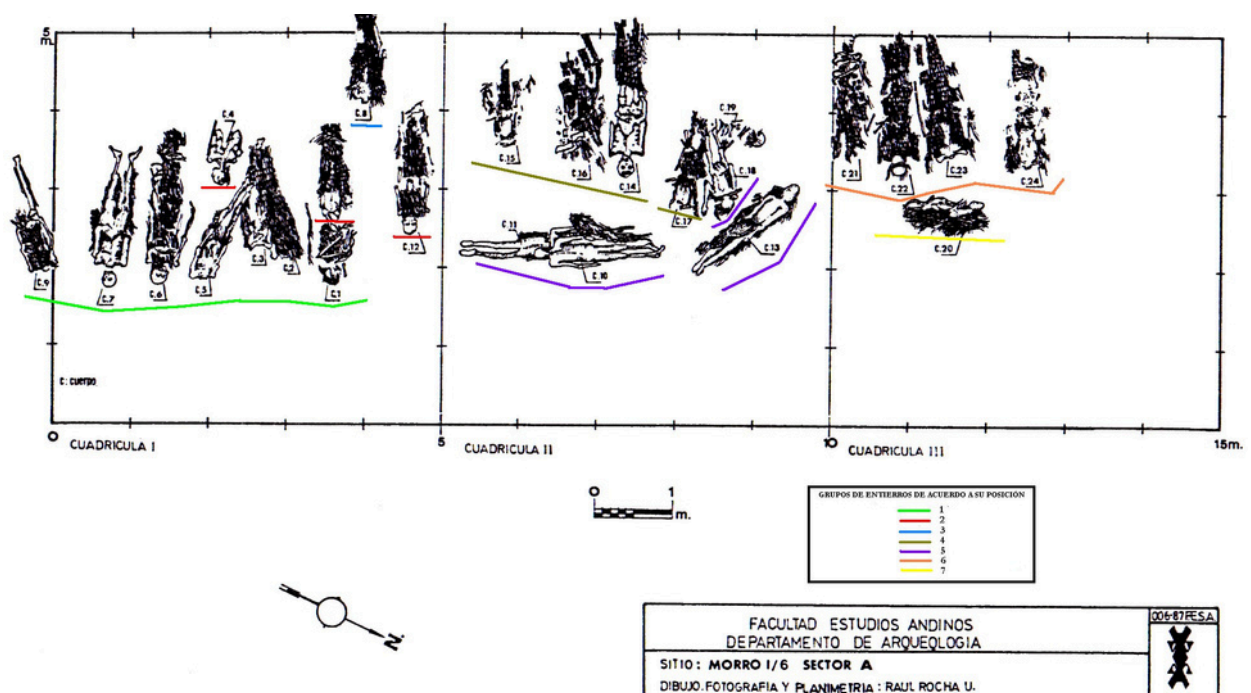 5
m.
C.8
C.4
C.19
C.15
C.16
C.14
C.18
C.21
C.22
C.23
C.24
C.17
C.12
C.11
C.13
C.20
C.9
C.7
C.6
C.5
C.3
C.2
C.1
C.10
C: CUERPO
0
5
10
15m.
CUADRICULA I
CUADRICULA II
CUADRICULA III
0 1
m.
GRUPOS DE ENTIERROS DE ACUERDO A SU POSICIÓN
1
2
3
4
5
6
7
N.
FACULTAD ESTUDIOS ANDINOS
DEPARTAMENTO DE ARQUEOLOGIA
006-87FE.S.A.
SITIO: MORRO 1/6 SECTOR A
DIBUJO.FOTOGRAFIA Y PLANIMETRIA: RAUL ROCHA U.